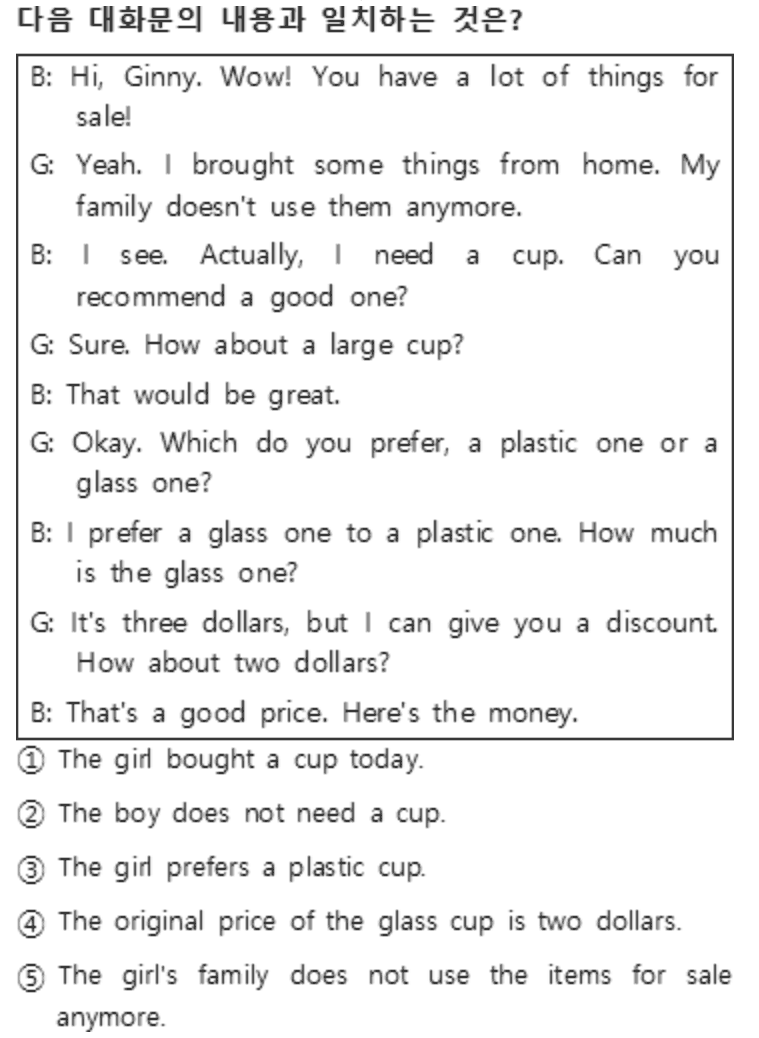 다음 대화문의 내용과 일치하는 것은?
B: Hi, Ginny. Wow! You have a lot of things for
sale!
G: Yeah. I brought some things from home. My
family doesn't use them anymore.
B: I see. Actually, I need a cup. Can you
recommend a good one?
G: Sure. How about a large cup?
B: That would be great.
G: Okay. Which do you prefer, a plastic one or a
glass one?
B: I prefer a glass one to a plastic one. How much
is the glass one?
G: It's three dollars, but I can give you a discount.
How about two dollars?
B: That's a good price. Here's the money.
① The girl bought a cup today.
② The boy does not need a cup.
③ The girl prefers a plastic cup.
④ The original price of the glass cup is two dollars.
⑤ The girl's family does not use the items for sale
anymore.